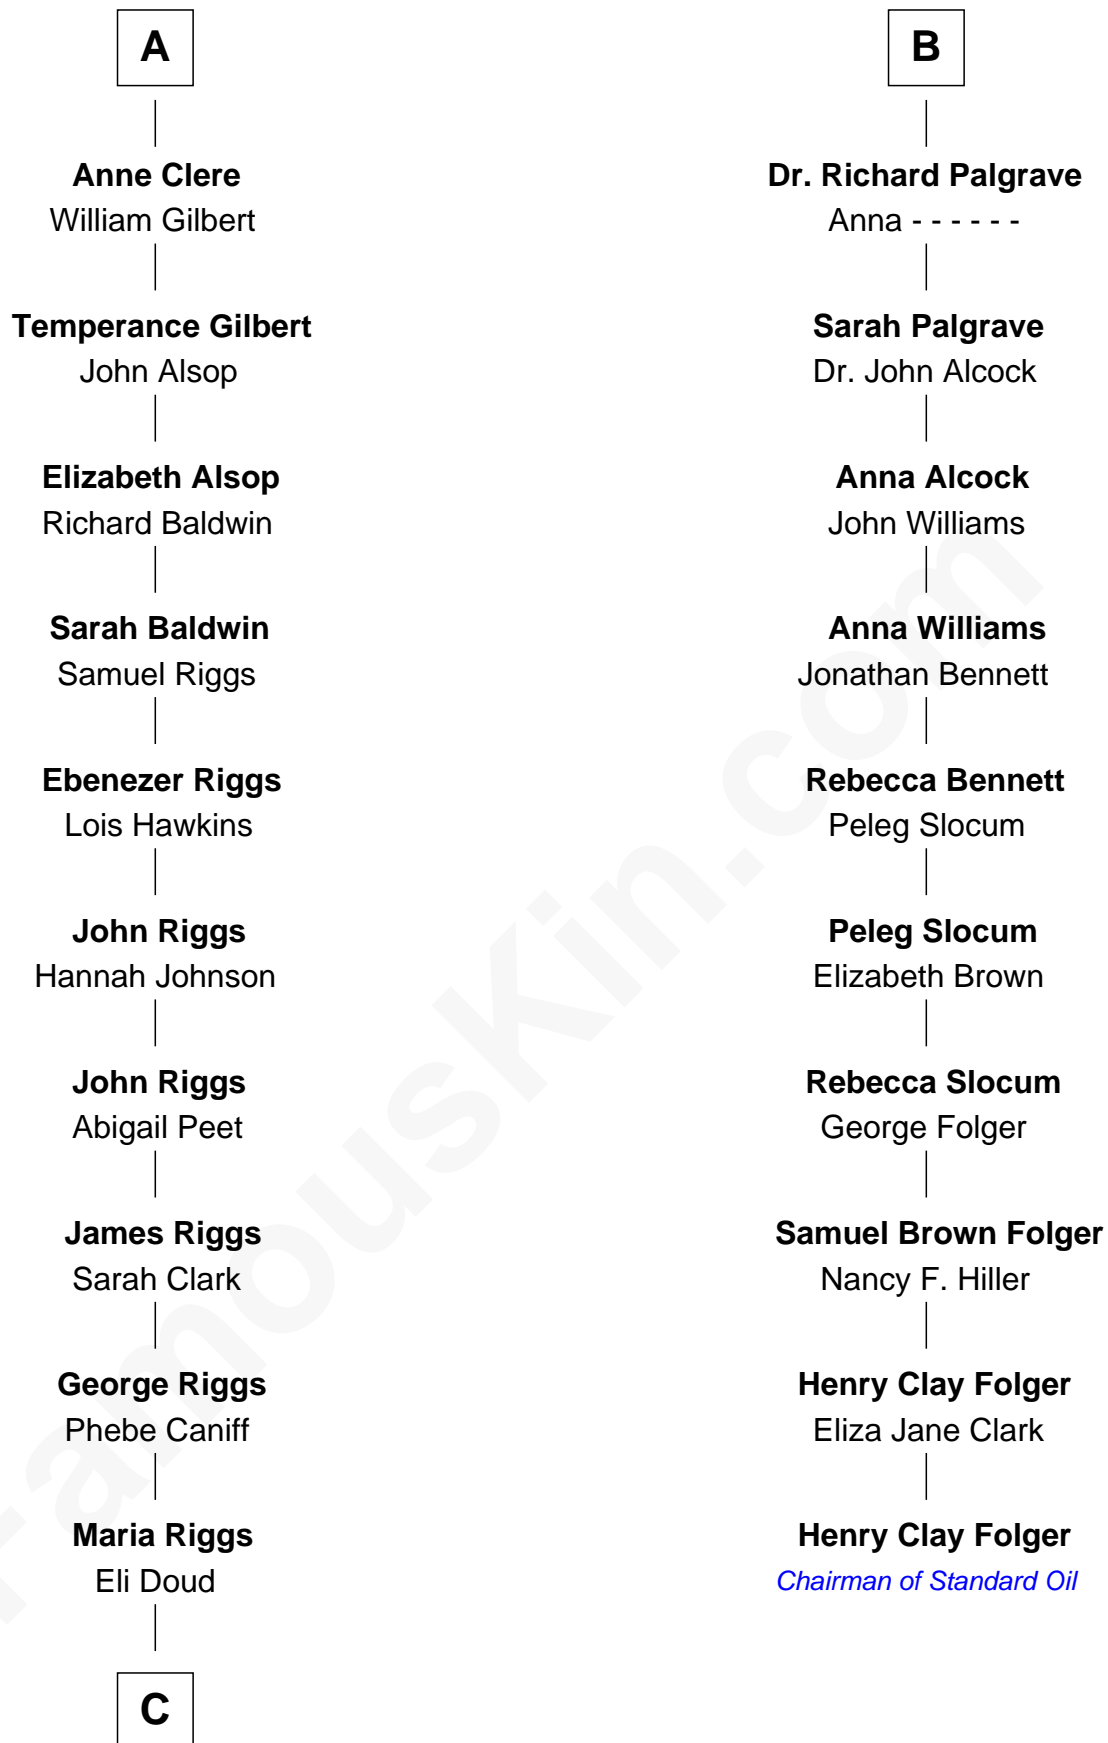 A
Anne Clere
William Gilbert
Temperance Gilbert
John Alsop
Elizabeth Alsop
Richard Baldwin
Sarah Baldwin
Samuel Riggs
Ebenezer Riggs
Lois Hawkins
John Riggs
Hannah Johnson
John Riggs
Abigail Peet
James Riggs
Sarah Clark
George Riggs
Phebe Caniff
Maria Riggs
Eli Doud
C
B
Dr. Richard Palgrave
Anna - - - - - -
Sarah Palgrave
Dr. John Alcock
Anna Alcock
John Williams
Anna Williams
Jonathan Bennett
Rebecca Bennett
Peleg Slocum
Peleg Slocum
Elizabeth Brown
Rebecca Slocum
George Folger
Samuel Brown Folger
Nancy F. Hiller
Henry Clay Folger
Eliza Jane Clark
Henry Clay Folger
Chairman of Standard Oil
FamousKin.com